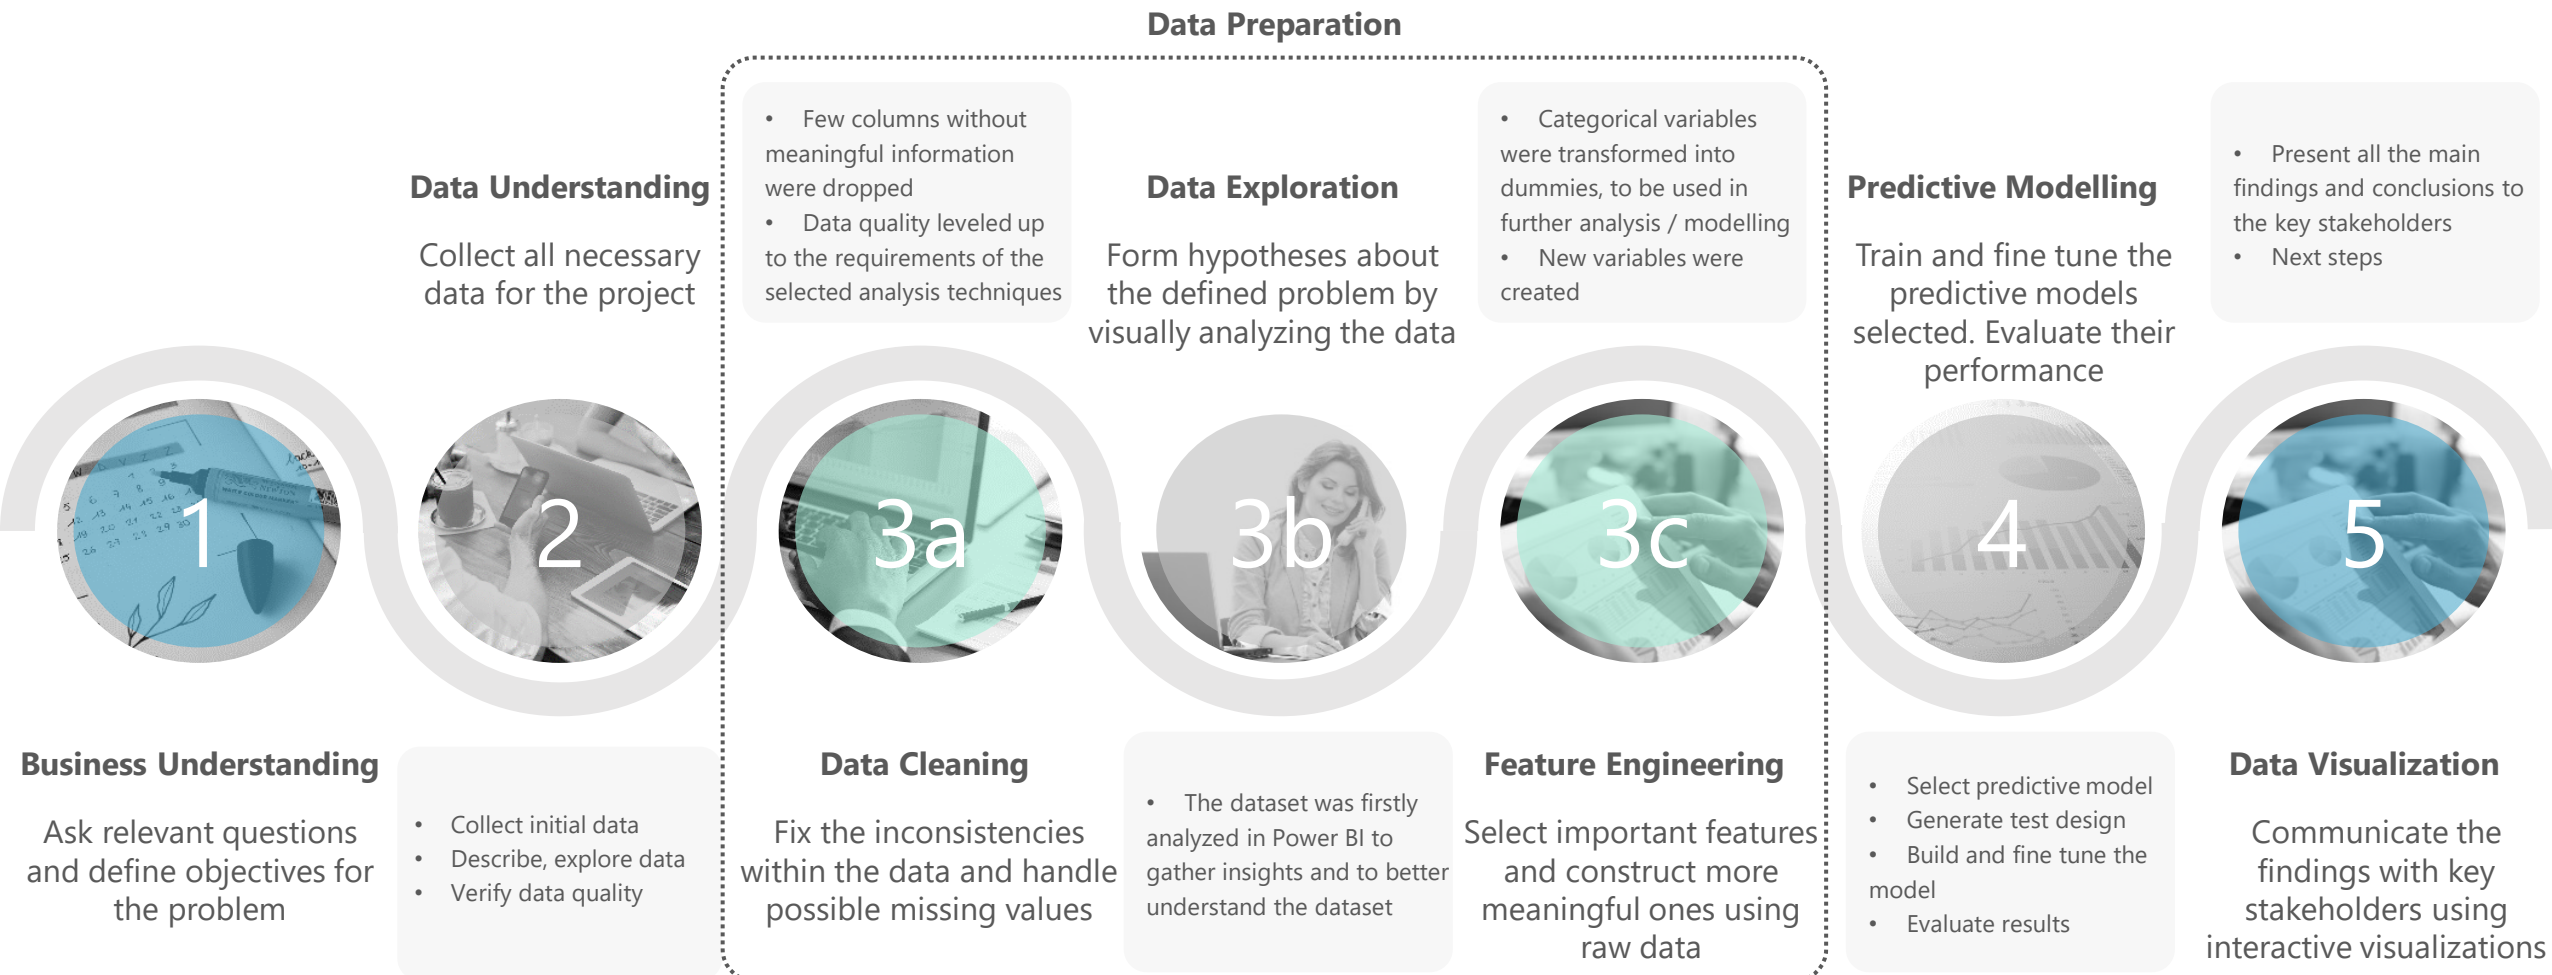 Data Preparation
• Few columns without
meaningful information
were dropped
• Data quality leveled up
to the requirements of the
selected analysis techniques
• Categorical variables
were transformed into
dummies, to be used in
further analysis / modelling
• New variables were
created
• Present all the main
findings and conclusions to
the key stakeholders
• Next steps
Data Understanding
Collect all necessary
data for the project
Data Exploration
Form hypotheses about
the defined problem by
visually analyzing the data
Predictive Modelling
Train and fine tune the
predictive models
selected. Evaluate their
performance
1
2
3a
3b
3c
4
5
Business Understanding
Ask relevant questions
and define objectives for
the problem
• Collect initial data
• Describe, explore data
• Verify data quality
Data Cleaning
Fix the inconsistencies
within the data and handle
possible missing values
• The dataset was firstly
analyzed in Power BI to
gather insights and to better
understand the dataset
Feature Engineering
Select important features
and construct more
meaningful ones using
raw data
• Select predictive model
• Generate test design
• Build and fine tune the
model
• Evaluate results
Data Visualization
Communicate the
findings with key
stakeholders using
interactive visualizations